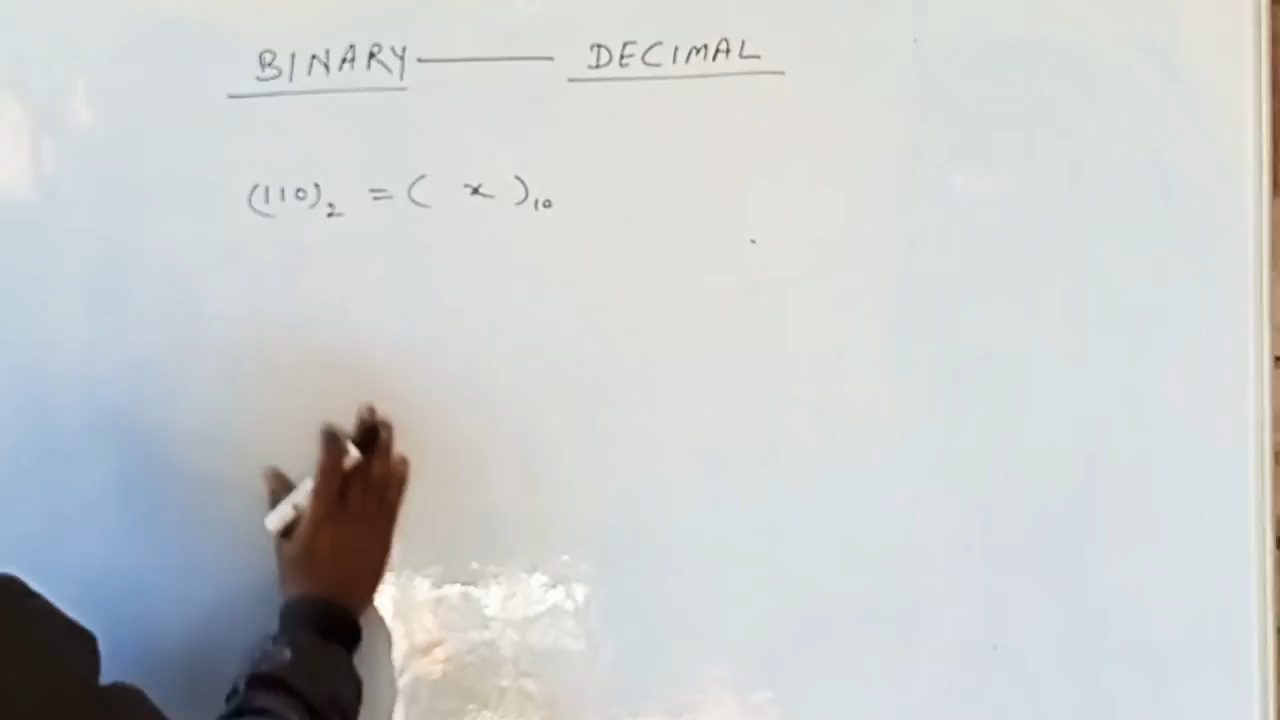 BINARY — DECIMAL
(110)₂ = ( x )₁₀